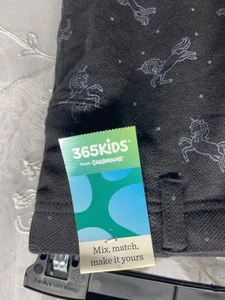 365KIDS
From GARANIMALS
Mix, match,
make it yours